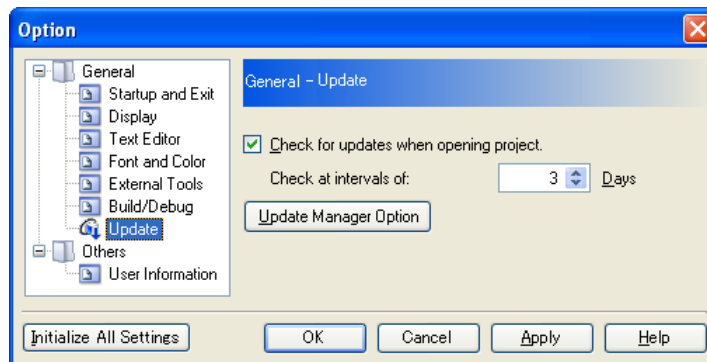 Option
General
Startup and Exit
Display
Text Editor
Font and Color
External Tools
Build/Debug
Update
Others
User Information
General – Update
Check for updates when opening project.
Check at intervals of: 3 Days
Update Manager Option
Initialize All Settings OK Cancel Apply Help